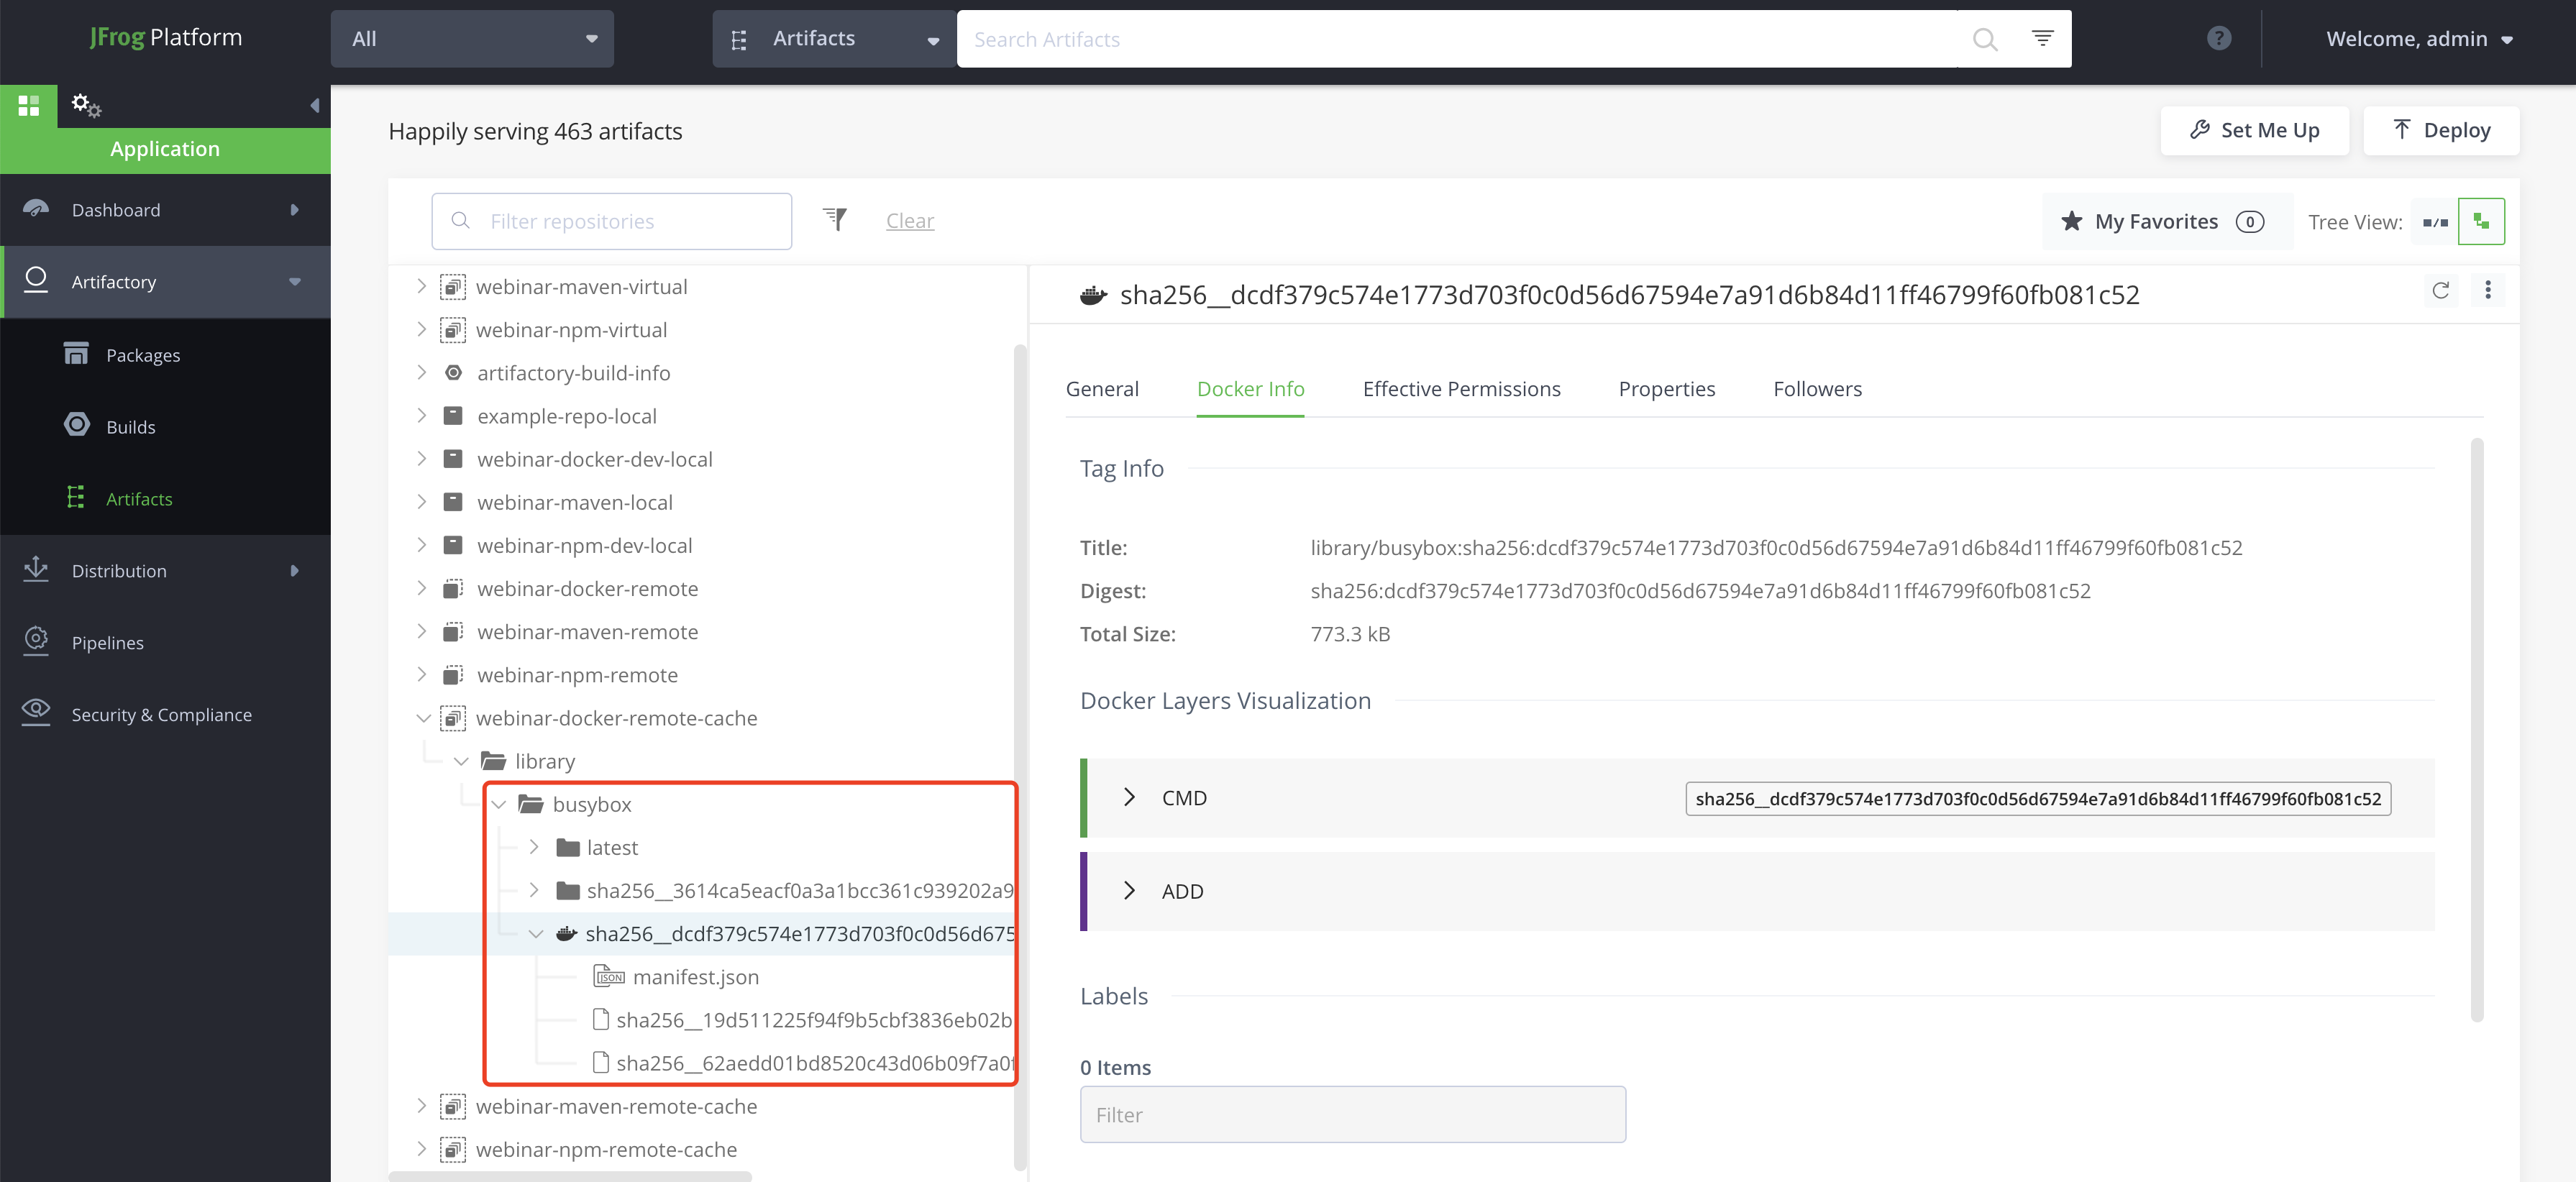 JFrog Platform
All
Artifacts
Search Artifacts
?
Welcome, admin
Application
Dashboard
Artifactory
Packages
Builds
Artifacts
Distribution
Pipelines
Security & Compliance
Happily serving 463 artifacts
Set Me Up
Deploy
Filter repositories
Clear
My Favorites 0
Tree View:
webinar-maven-virtual
webinar-npm-virtual
artifactory-build-info
example-repo-local
webinar-docker-dev-local
webinar-maven-local
webinar-npm-dev-local
webinar-docker-remote
webinar-maven-remote
webinar-npm-remote
webinar-docker-remote-cache
library
busybox
latest
sha256__3614ca5eacf0a3a1bcc361c939202a9
sha256__dcdf379c574e1773d703f0c0d56d675
JSON manifest.json
sha256__19d511225f94f9b5cbf3836eb02b
sha256__62aedd01bd8520c43d06b09f7a0f
webinar-maven-remote-cache
webinar-npm-remote-cache
sha256__dcdf379c574e1773d703f0c0d56d67594e7a91d6b84d11ff46799f60fb081c52
General
Docker Info
Effective Permissions
Properties
Followers
Tag Info
Title: library/busybox:sha256:dcdf379c574e1773d703f0c0d56d67594e7a91d6b84d11ff46799f60fb081c52
Digest: sha256:dcdf379c574e1773d703f0c0d56d67594e7a91d6b84d11ff46799f60fb081c52
Total Size: 773.3 kB
Docker Layers Visualization
CMD
sha256__dcdf379c574e1773d703f0c0d56d67594e7a91d6b84d11ff46799f60fb081c52
ADD
Labels
0 Items
Filter